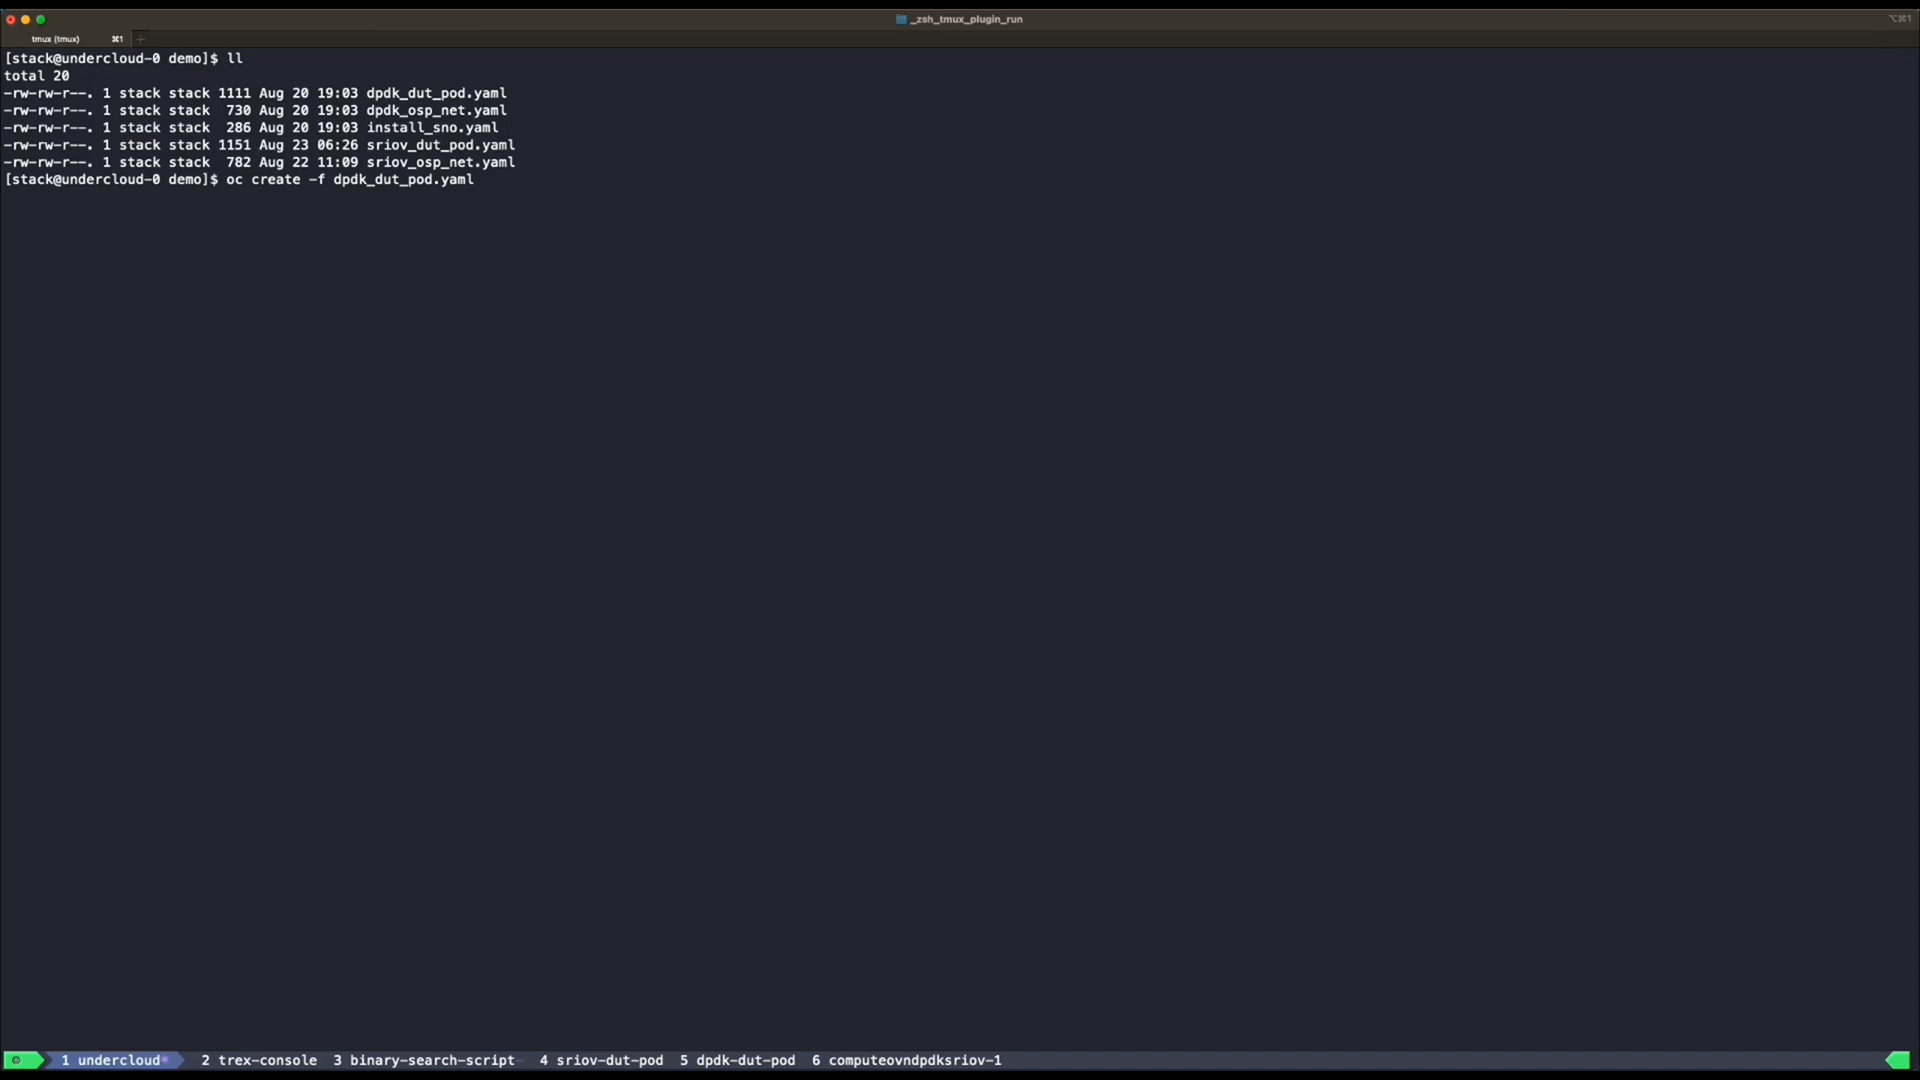 _zsh_tmux_plugin_run
⌥⌘1
tmux (tmux) ⌘1 +
[stack@undercloud-0 demo]$ ll
total 20
-rw-rw-r--. 1 stack stack 1111 Aug 20 19:03 dpdk_dut_pod.yaml
-rw-rw-r--. 1 stack stack  730 Aug 20 19:03 dpdk_osp_net.yaml
-rw-rw-r--. 1 stack stack  286 Aug 20 19:03 install_sno.yaml
-rw-rw-r--. 1 stack stack 1151 Aug 23 06:26 sriov_dut_pod.yaml
-rw-rw-r--. 1 stack stack  782 Aug 22 11:09 sriov_osp_net.yaml
[stack@undercloud-0 demo]$ oc create -f dpdk_dut_pod.yaml
1 undercloud* 2 trex-console 3 binary-search-script- 4 sriov-dut-pod 5 dpdk-dut-pod 6 computeovndpdksriov-1